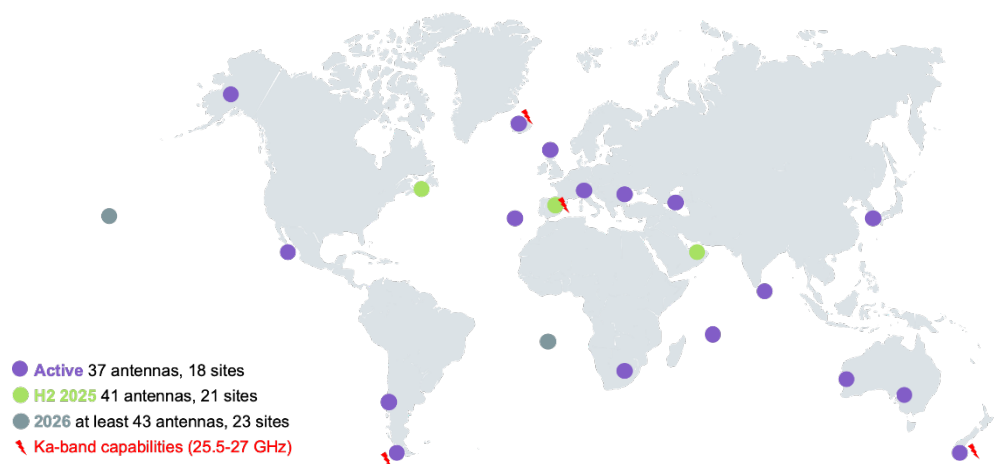 Active 37 antennas, 18 sites
H2 2025 41 antennas, 21 sites
2026 at least 43 antennas, 23 sites
Ka-band capabilities (25.5-27 GHz)